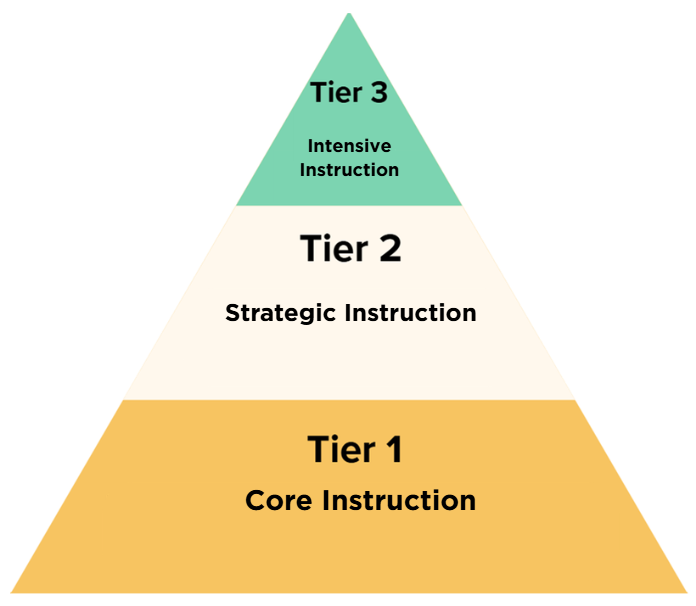 Tier 3
Intensive
Instruction
Tier 2
Strategic Instruction
Tier 1
Core Instruction